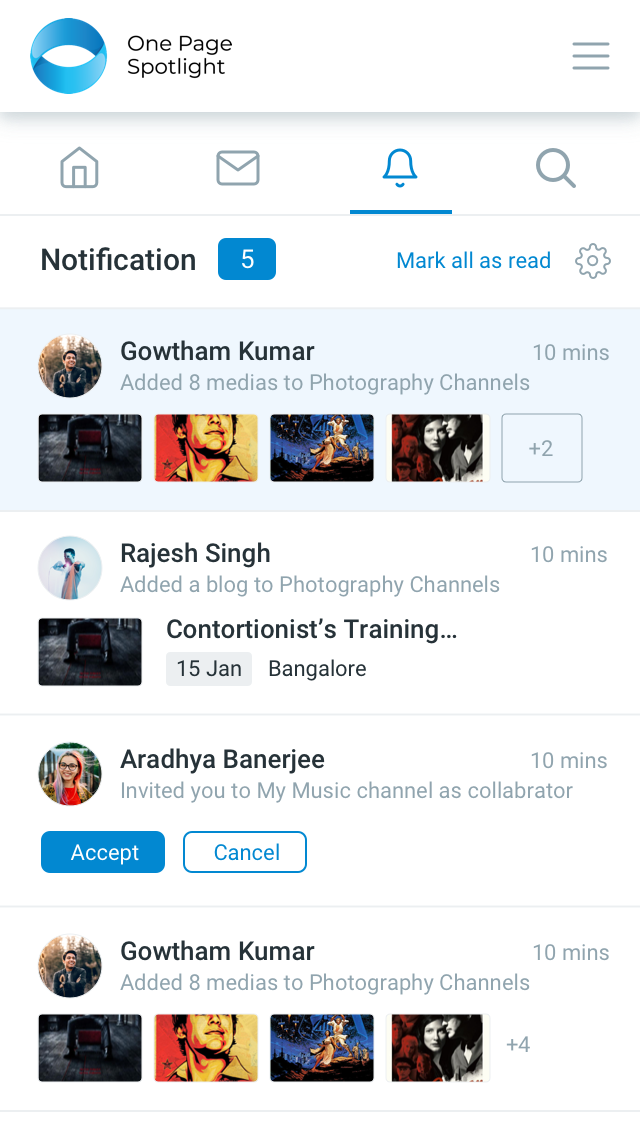 One Page
Spotlight
Notification 5 Mark all as read
Gowtham Kumar 10 mins
Added 8 medias to Photography Channels
+2
Rajesh Singh 10 mins
Added a blog to Photography Channels
Contortionist’s Training...
15 Jan Bangalore
Aradhya Banerjee 10 mins
Invited you to My Music channel as collabrator
Accept Cancel
Gowtham Kumar 10 mins
Added 8 medias to Photography Channels
+4